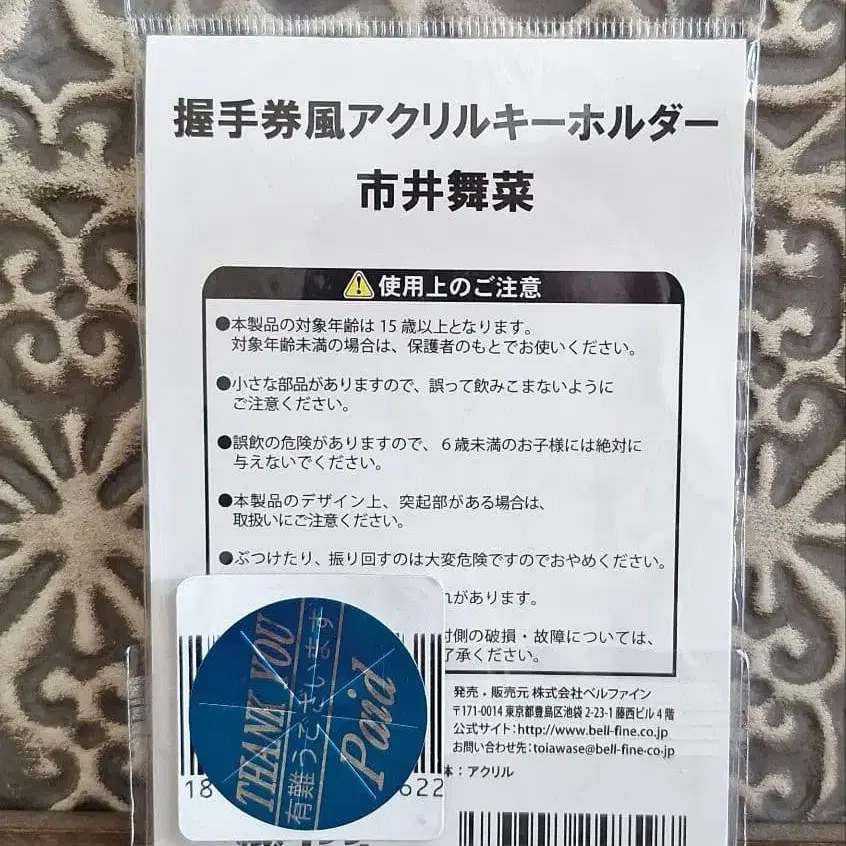 握手券風アクリルキーホルダー
市井舞菜
使用上のご注意
●本製品の対象年齢は15歳以上となります。
対象年齢未満の場合は、保護者のもとでお使いください。
●小さな部品がありますので、誤って飲みこまないように
ご注意ください。
●誤飲の危険がありますので、6歳未満のお子様には絶対に
与えないでください。
●本製品のデザイン上、突起部がある場合は、
取扱いにご注意ください。
●ぶつけたり、振り回すのは大変危険ですのでおやめください。
があります。
側の破損・故障については、
了承ください。
THANK YOU
有難うございます
Paid
18
622
発売・販売元 株式会社ベルファイン
〒171-0014 東京都豊島区池袋2-23-1 藤西ビル4階
公式サイト:http://www.bell-fine.co.jp
お問い合わせ先:toiawase@bell-fine.co.jp
体：アクリル